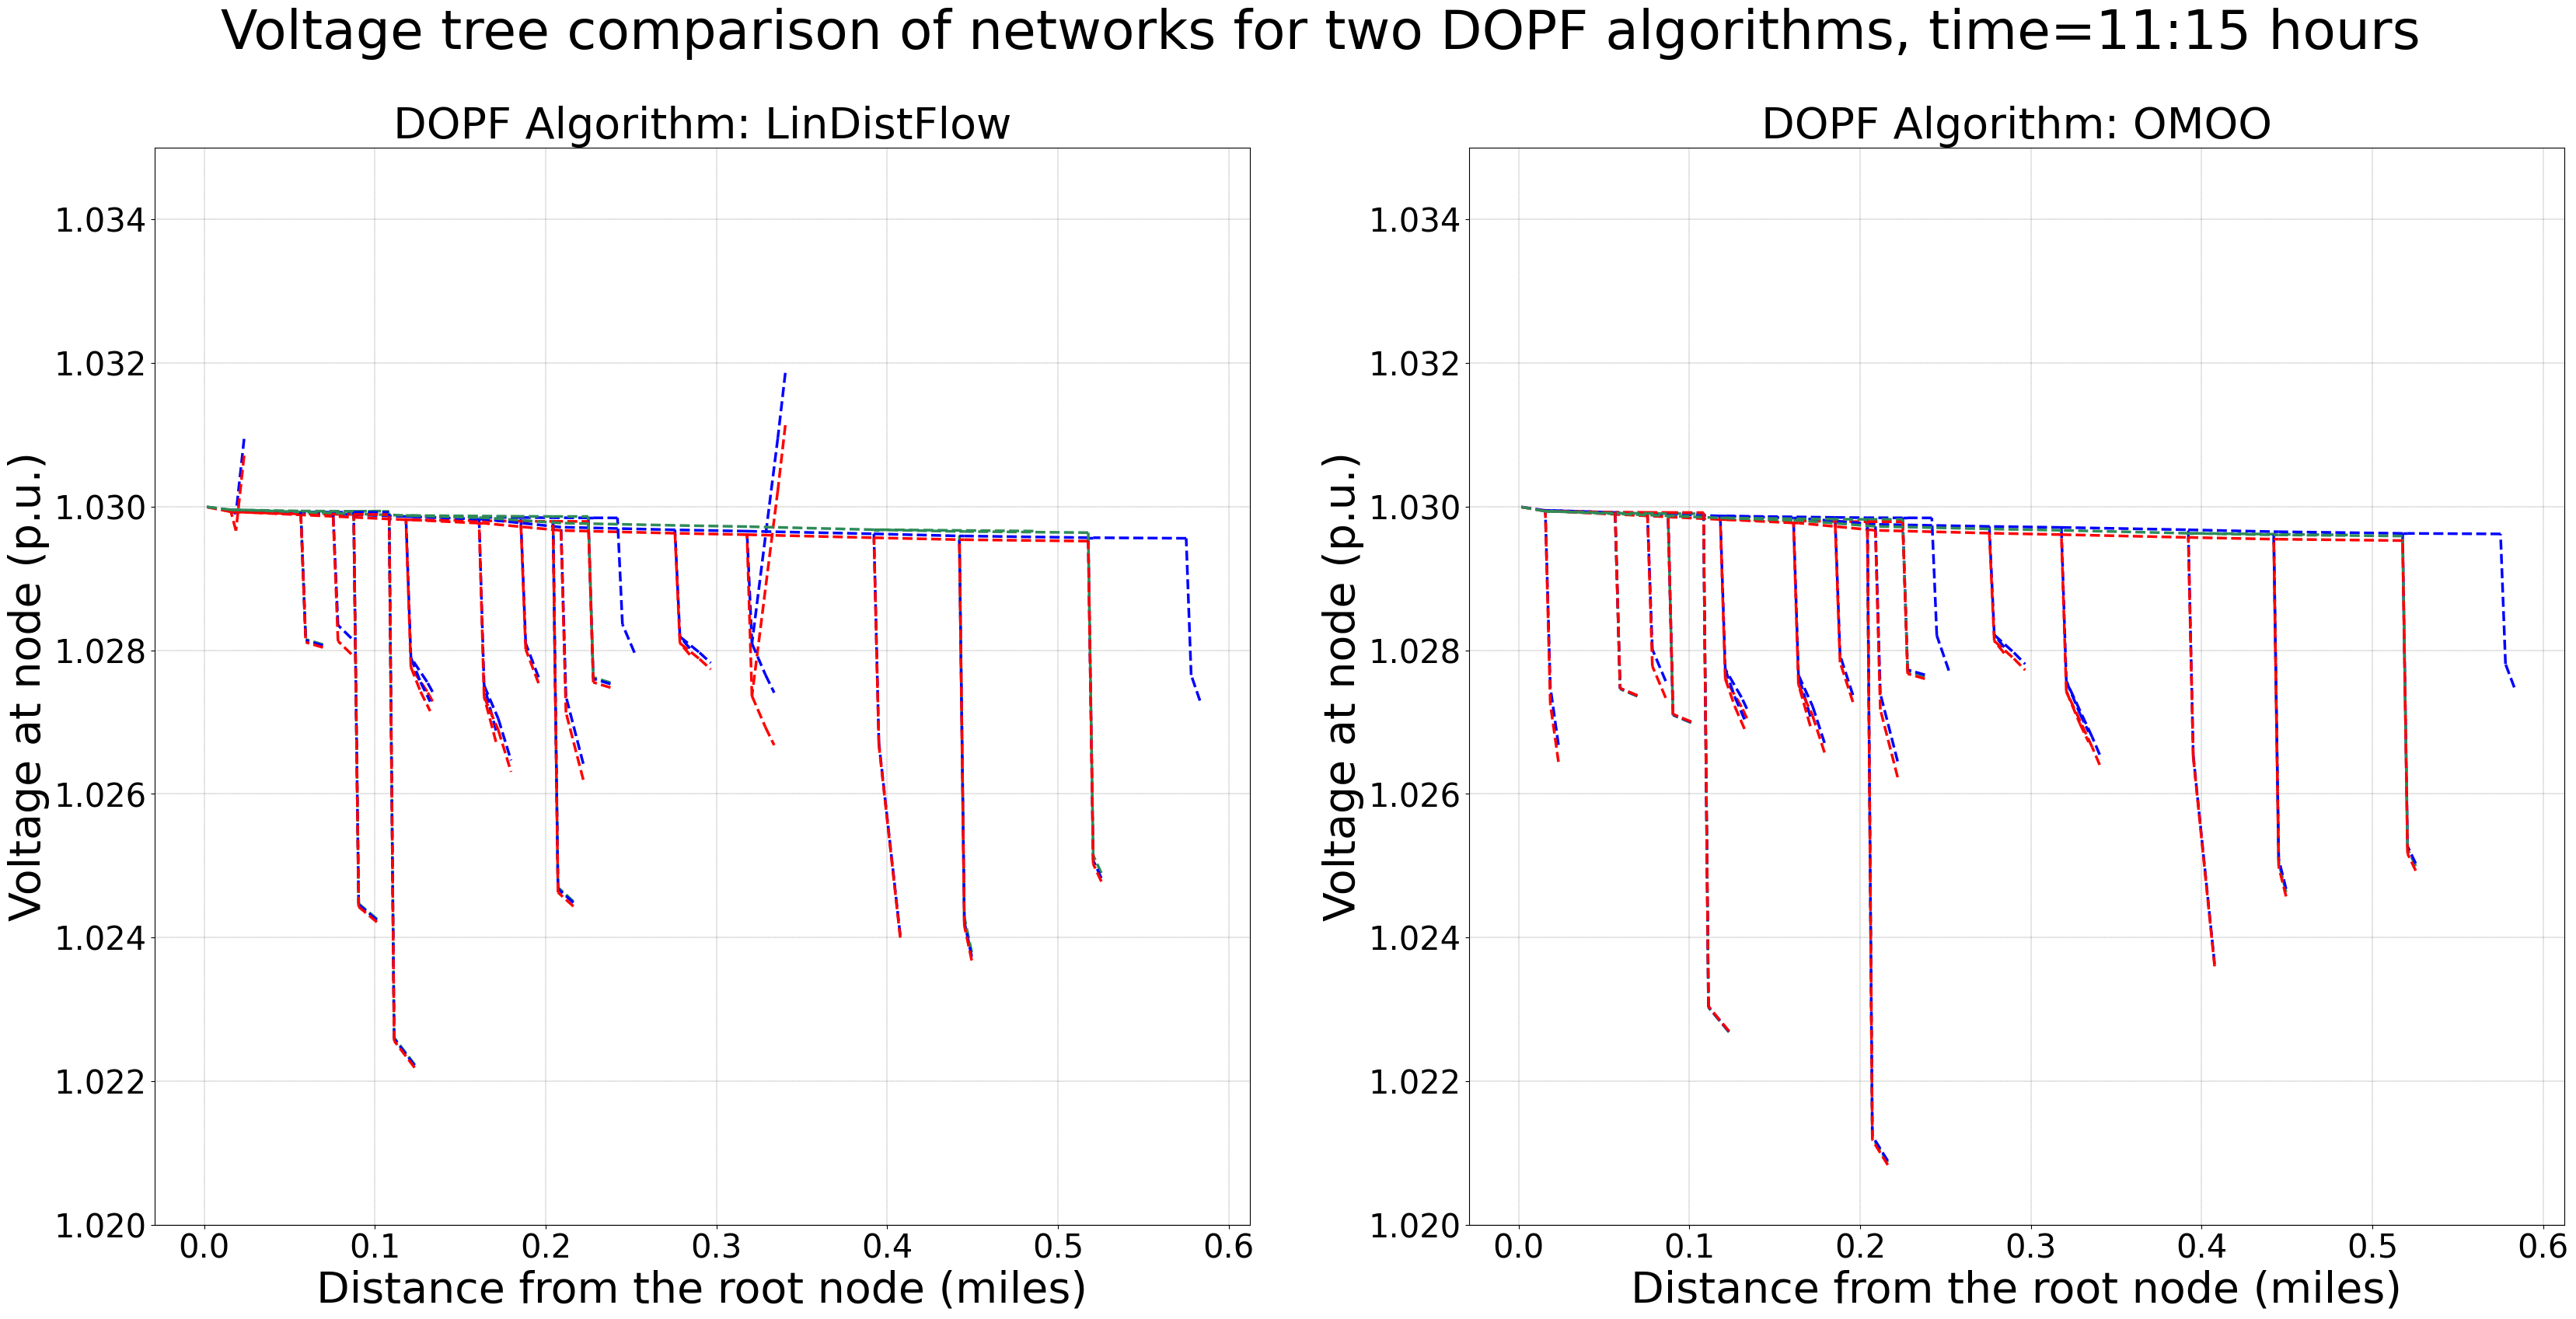 Voltage tree comparison of networks for two DOPF algorithms, time=11:15 hours
DOPF Algorithm: LinDistFlow
Voltage at node (p.u.)
1.034
1.032
1.030
1.028
1.026
1.024
1.022
1.020
0.0 0.1 0.2 0.3 0.4 0.5 0.6
Distance from the root node (miles)
DOPF Algorithm: OMOO
Voltage at node (p.u.)
1.034
1.032
1.030
1.028
1.026
1.024
1.022
1.020
0.0 0.1 0.2 0.3 0.4 0.5 0.6
Distance from the root node (miles)